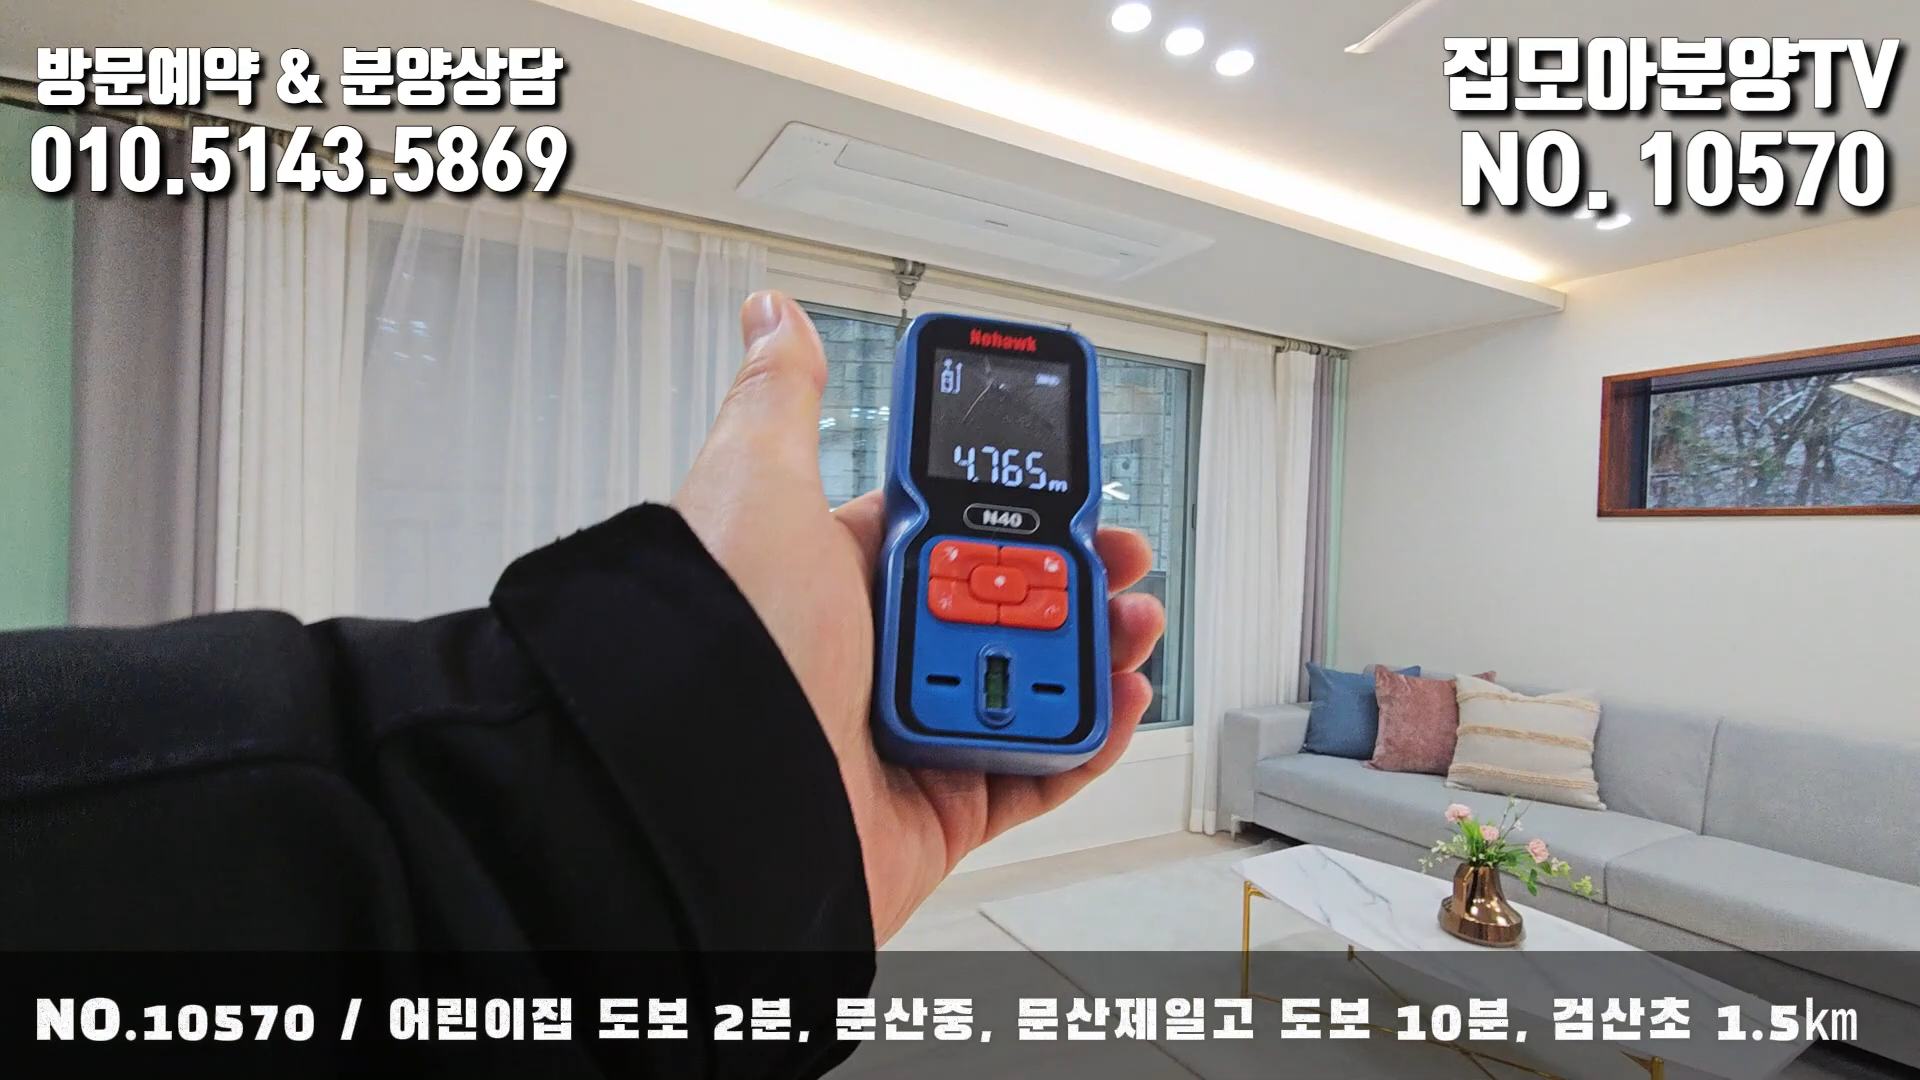 방문예약 & 분양상담
010.5143.5869
집모아분양TV
NO. 10570
Nohawk
4.765m
N40
NO.10570 / 어린이집 도보 2분, 문산중, 문산제일고 도보 10분, 검산초 1.5㎞